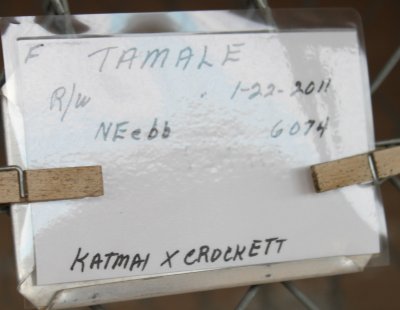 F TAMALE
R/w 1-22-2011
NEebb 6074
KATMAI X CROCKETT